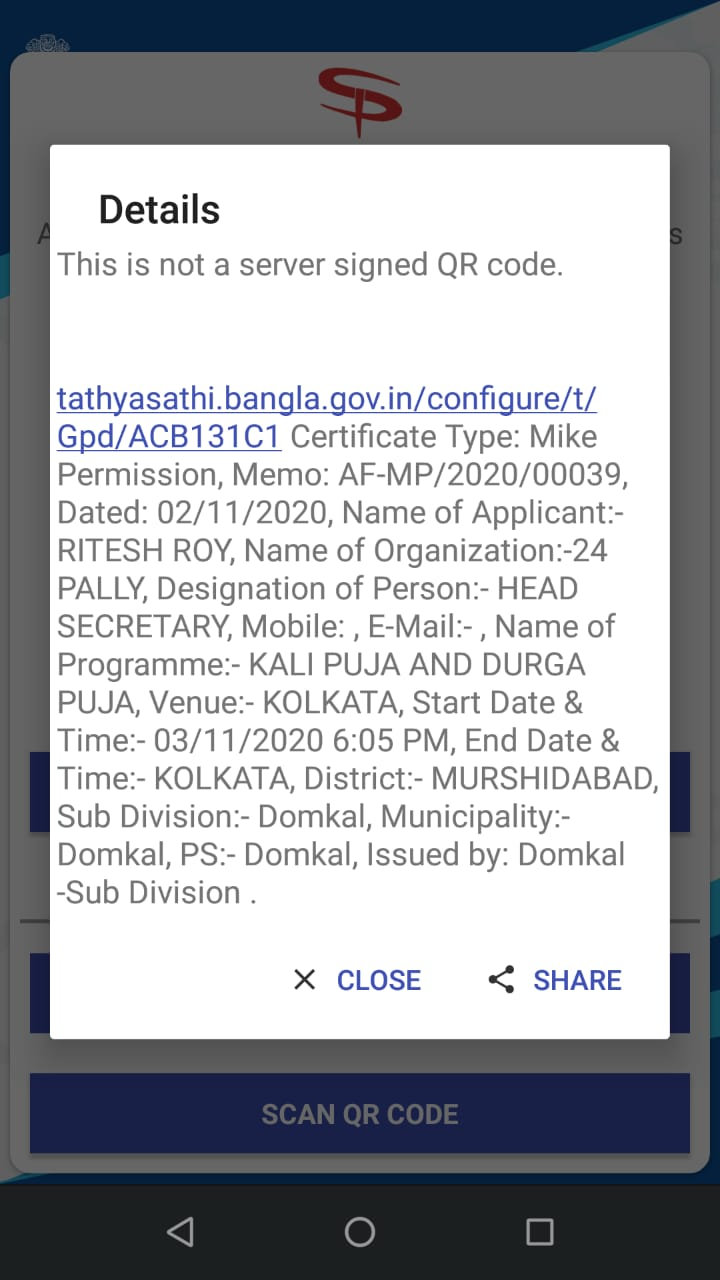 Details
This is not a server signed QR code.
tathyasathi.bangla.gov.in/configure/t/
Gpd/ACB131C1 Certificate Type: Mike
Permission, Memo: AF-MP/2020/00039,
Dated: 02/11/2020, Name of Applicant:-
RITESH ROY, Name of Organization:-24
PALLY, Designation of Person:- HEAD
SECRETARY, Mobile: , E-Mail:- , Name of
Programme:- KALI PUJA AND DURGA
PUJA, Venue:- KOLKATA, Start Date &
Time:- 03/11/2020 6:05 PM, End Date &
Time:- KOLKATA, District:- MURSHIDABAD,
Sub Division:- Domkal, Municipality:-
Domkal, PS:- Domkal, Issued by: Domkal
-Sub Division .
CLOSE SHARE
SCAN QR CODE